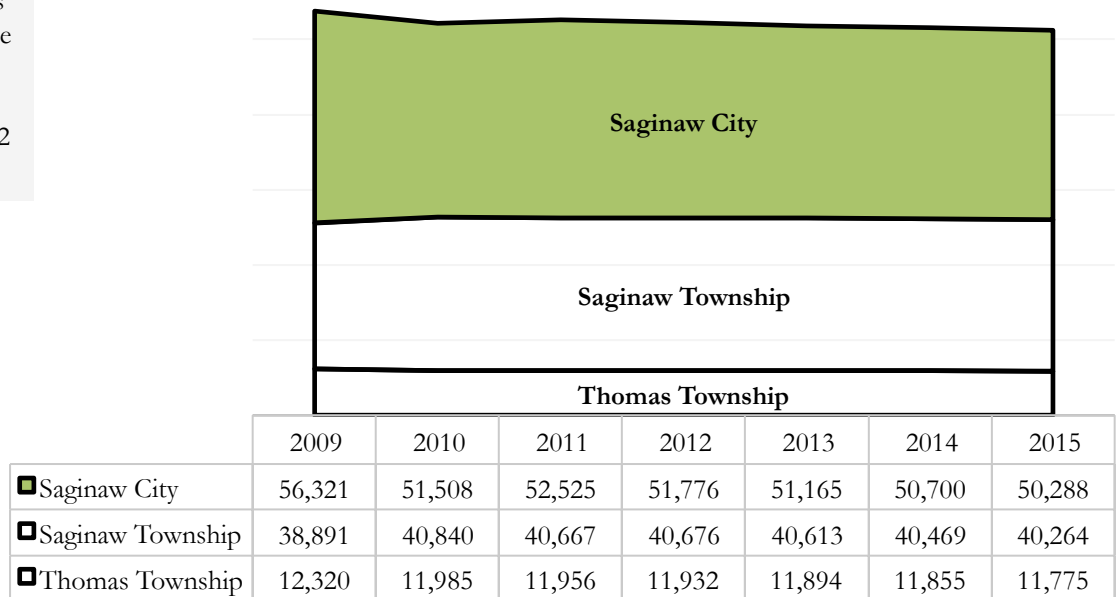 2
Saginaw City
Saginaw Township
Thomas Township
2009 2010 2011 2012 2013 2014 2015
Saginaw City 56,321 51,508 52,525 51,776 51,165 50,700 50,288
Saginaw Township 38,891 40,840 40,667 40,676 40,613 40,469 40,264
Thomas Township 12,320 11,985 11,956 11,932 11,894 11,855 11,775